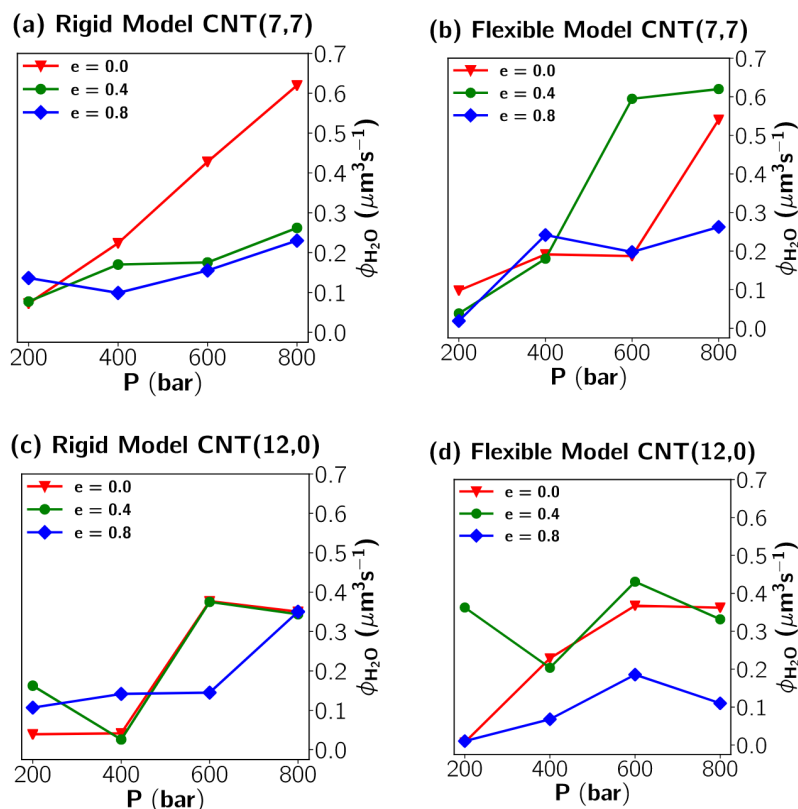 (a) Rigid Model CNT(7,7)
e = 0.0
e = 0.4
e = 0.8
0.7
0.6
0.5
0.4
0.3
0.2
0.1
0.0
ϕH₂O (μm³s⁻¹)
200 400 600 800
P (bar)
(b) Flexible Model CNT(7,7)
e = 0.0
e = 0.4
e = 0.8
0.7
0.6
0.5
0.4
0.3
0.2
0.1
0.0
ϕH₂O (μm³s⁻¹)
200 400 600 800
P (bar)
(c) Rigid Model CNT(12,0)
e = 0.0
e = 0.4
e = 0.8
0.7
0.6
0.5
0.4
0.3
0.2
0.1
0.0
ϕH₂O (μm³s⁻¹)
200 400 600 800
P (bar)
(d) Flexible Model CNT(12,0)
e = 0.0
e = 0.4
e = 0.8
0.7
0.6
0.5
0.4
0.3
0.2
0.1
0.0
ϕH₂O (μm³s⁻¹)
200 400 600 800
P (bar)